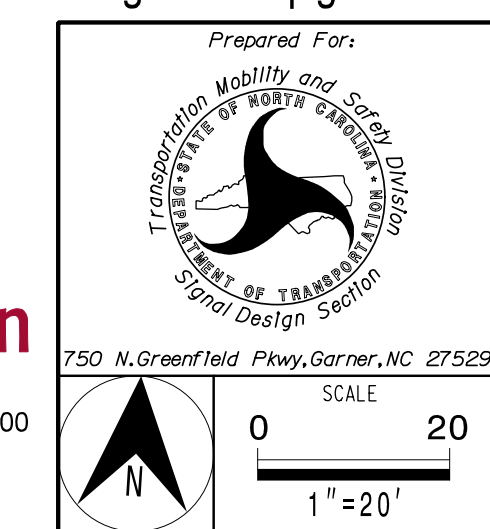 Prepared For:
Transportation Mobility and Safety Division
STATE OF NORTH CAROLINA
DEPARTMENT OF TRANSPORTATION
Signal Design Section
n
750 N.Greenfield Pkwy,Garner,NC 27529
00
N
SCALE
0 20
1"=20'